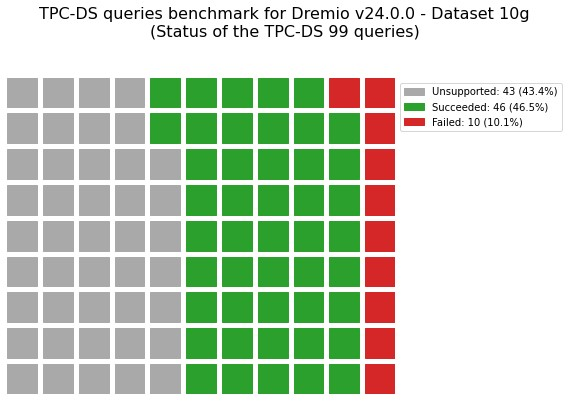 TPC-DS queries benchmark for Dremio v24.0.0 - Dataset 10g
(Status of the TPC-DS 99 queries)
Unsupported: 43 (43.4%)
Succeeded: 46 (46.5%)
Failed: 10 (10.1%)